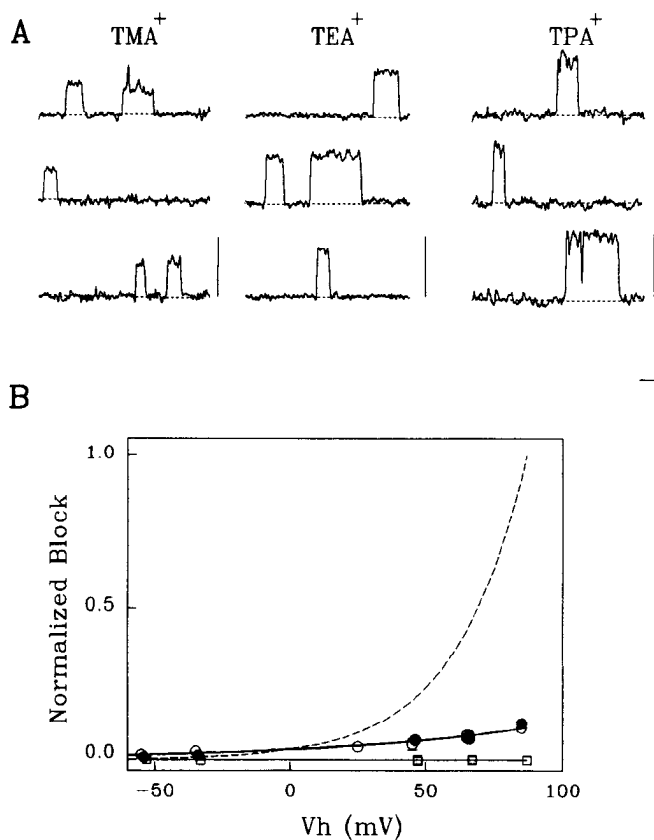 A
TMA+
TEA+
TPA+
B
Normalized Block
1.0
0.5
0.0
−50
0
50
100
Vh (mV)